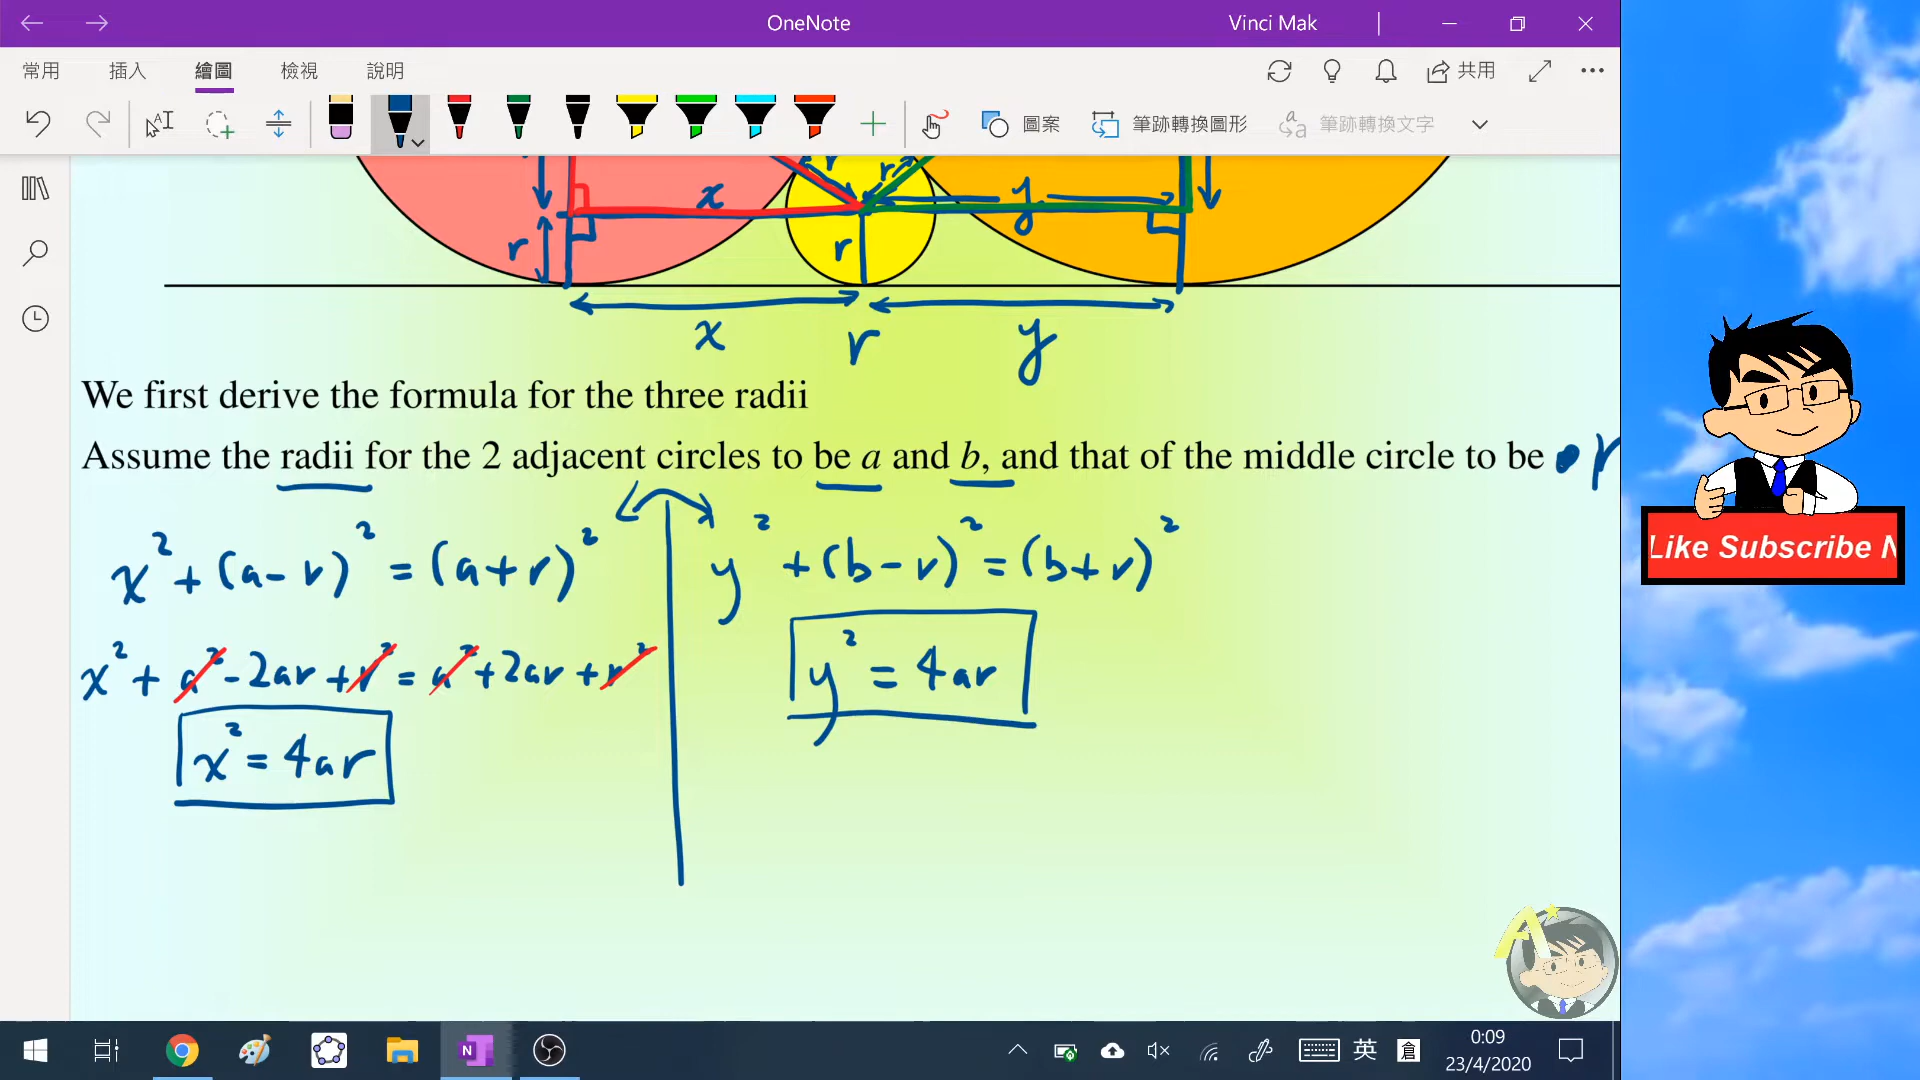 OneNote
Vinci Mak
常用 插入 繪圖 檢視 說明
共用
圖案 筆跡轉換圖形 筆跡轉換文字
r r
x y
r r
x r y
We first derive the formula for the three radii
Assume the radii for the 2 adjacent circles to be a and b, and that of the middle circle to be r
x² + (a - r)² = (a + r)²
y² + (b - r)² = (b + r)²
x² + a² - 2ar + r² = a² + 2ar + r²
y² = 4ar
x² = 4ar
Like Subscribe N
A
英 倉
0:09
23/4/2020